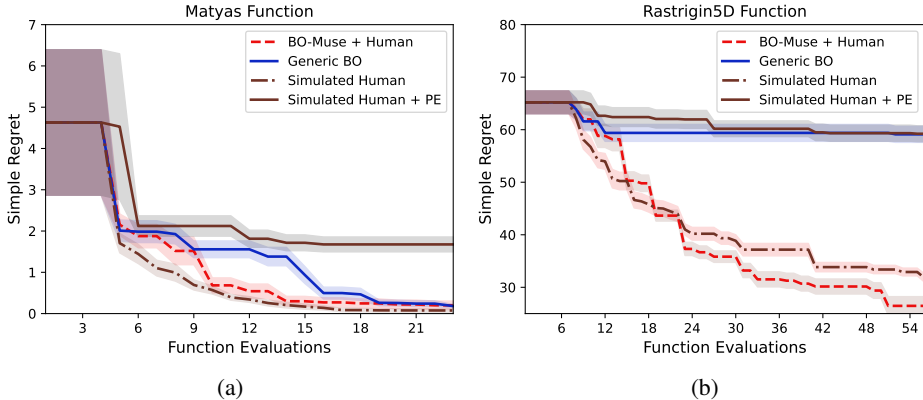 Matyas Function
7
6
5
4
3
2
1
0
Simple Regret
BO-Muse + Human
Generic BO
Simulated Human
Simulated Human + PE
3 6 9 12 15 18 21
Function Evaluations
(a)
Rastrigin5D Function
80
70
60
50
40
30
Simple Regret
BO-Muse + Human
Generic BO
Simulated Human
Simulated Human + PE
6 12 18 24 30 36 42 48 54
Function Evaluations
(b)